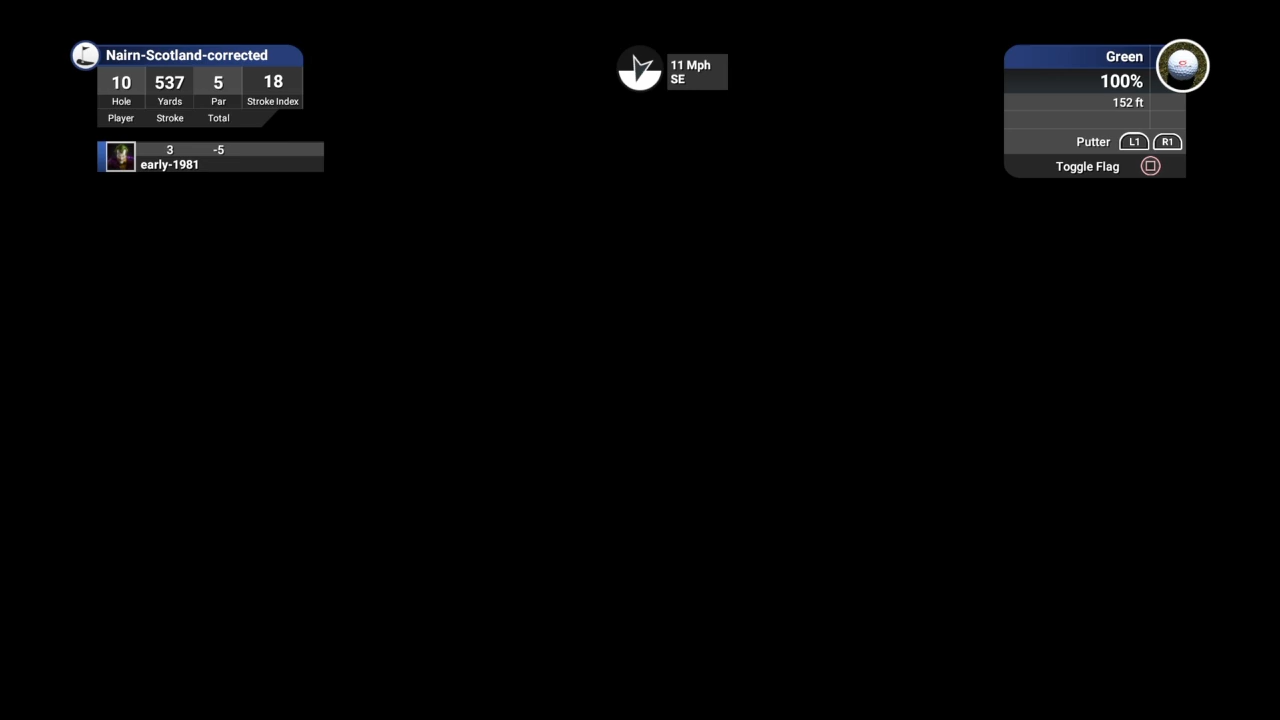 Nairn-Scotland-corrected
10 537 5 18
Hole Yards Par Stroke Index
Player Stroke Total
3 -5
early-1981
11 Mph
SE
Green
100%
152 ft
Putter L1 R1
Toggle Flag